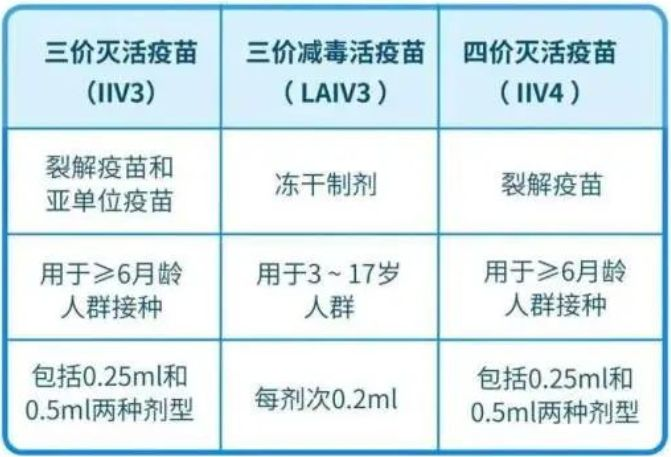 三价灭活疫苗
（IIV3）
三价减毒活疫苗
（ LAIV3 ）
四价灭活疫苗
（ IIV4 ）
裂解疫苗和
亚单位疫苗
冻干制剂
裂解疫苗
用于≥6月龄
人群接种
用于3 ~ 17岁
人群
用于≥6月龄
人群接种
包括0.25ml和
0.5ml两种剂型
每剂次0.2ml
包括0.25ml和
0.5ml两种剂型